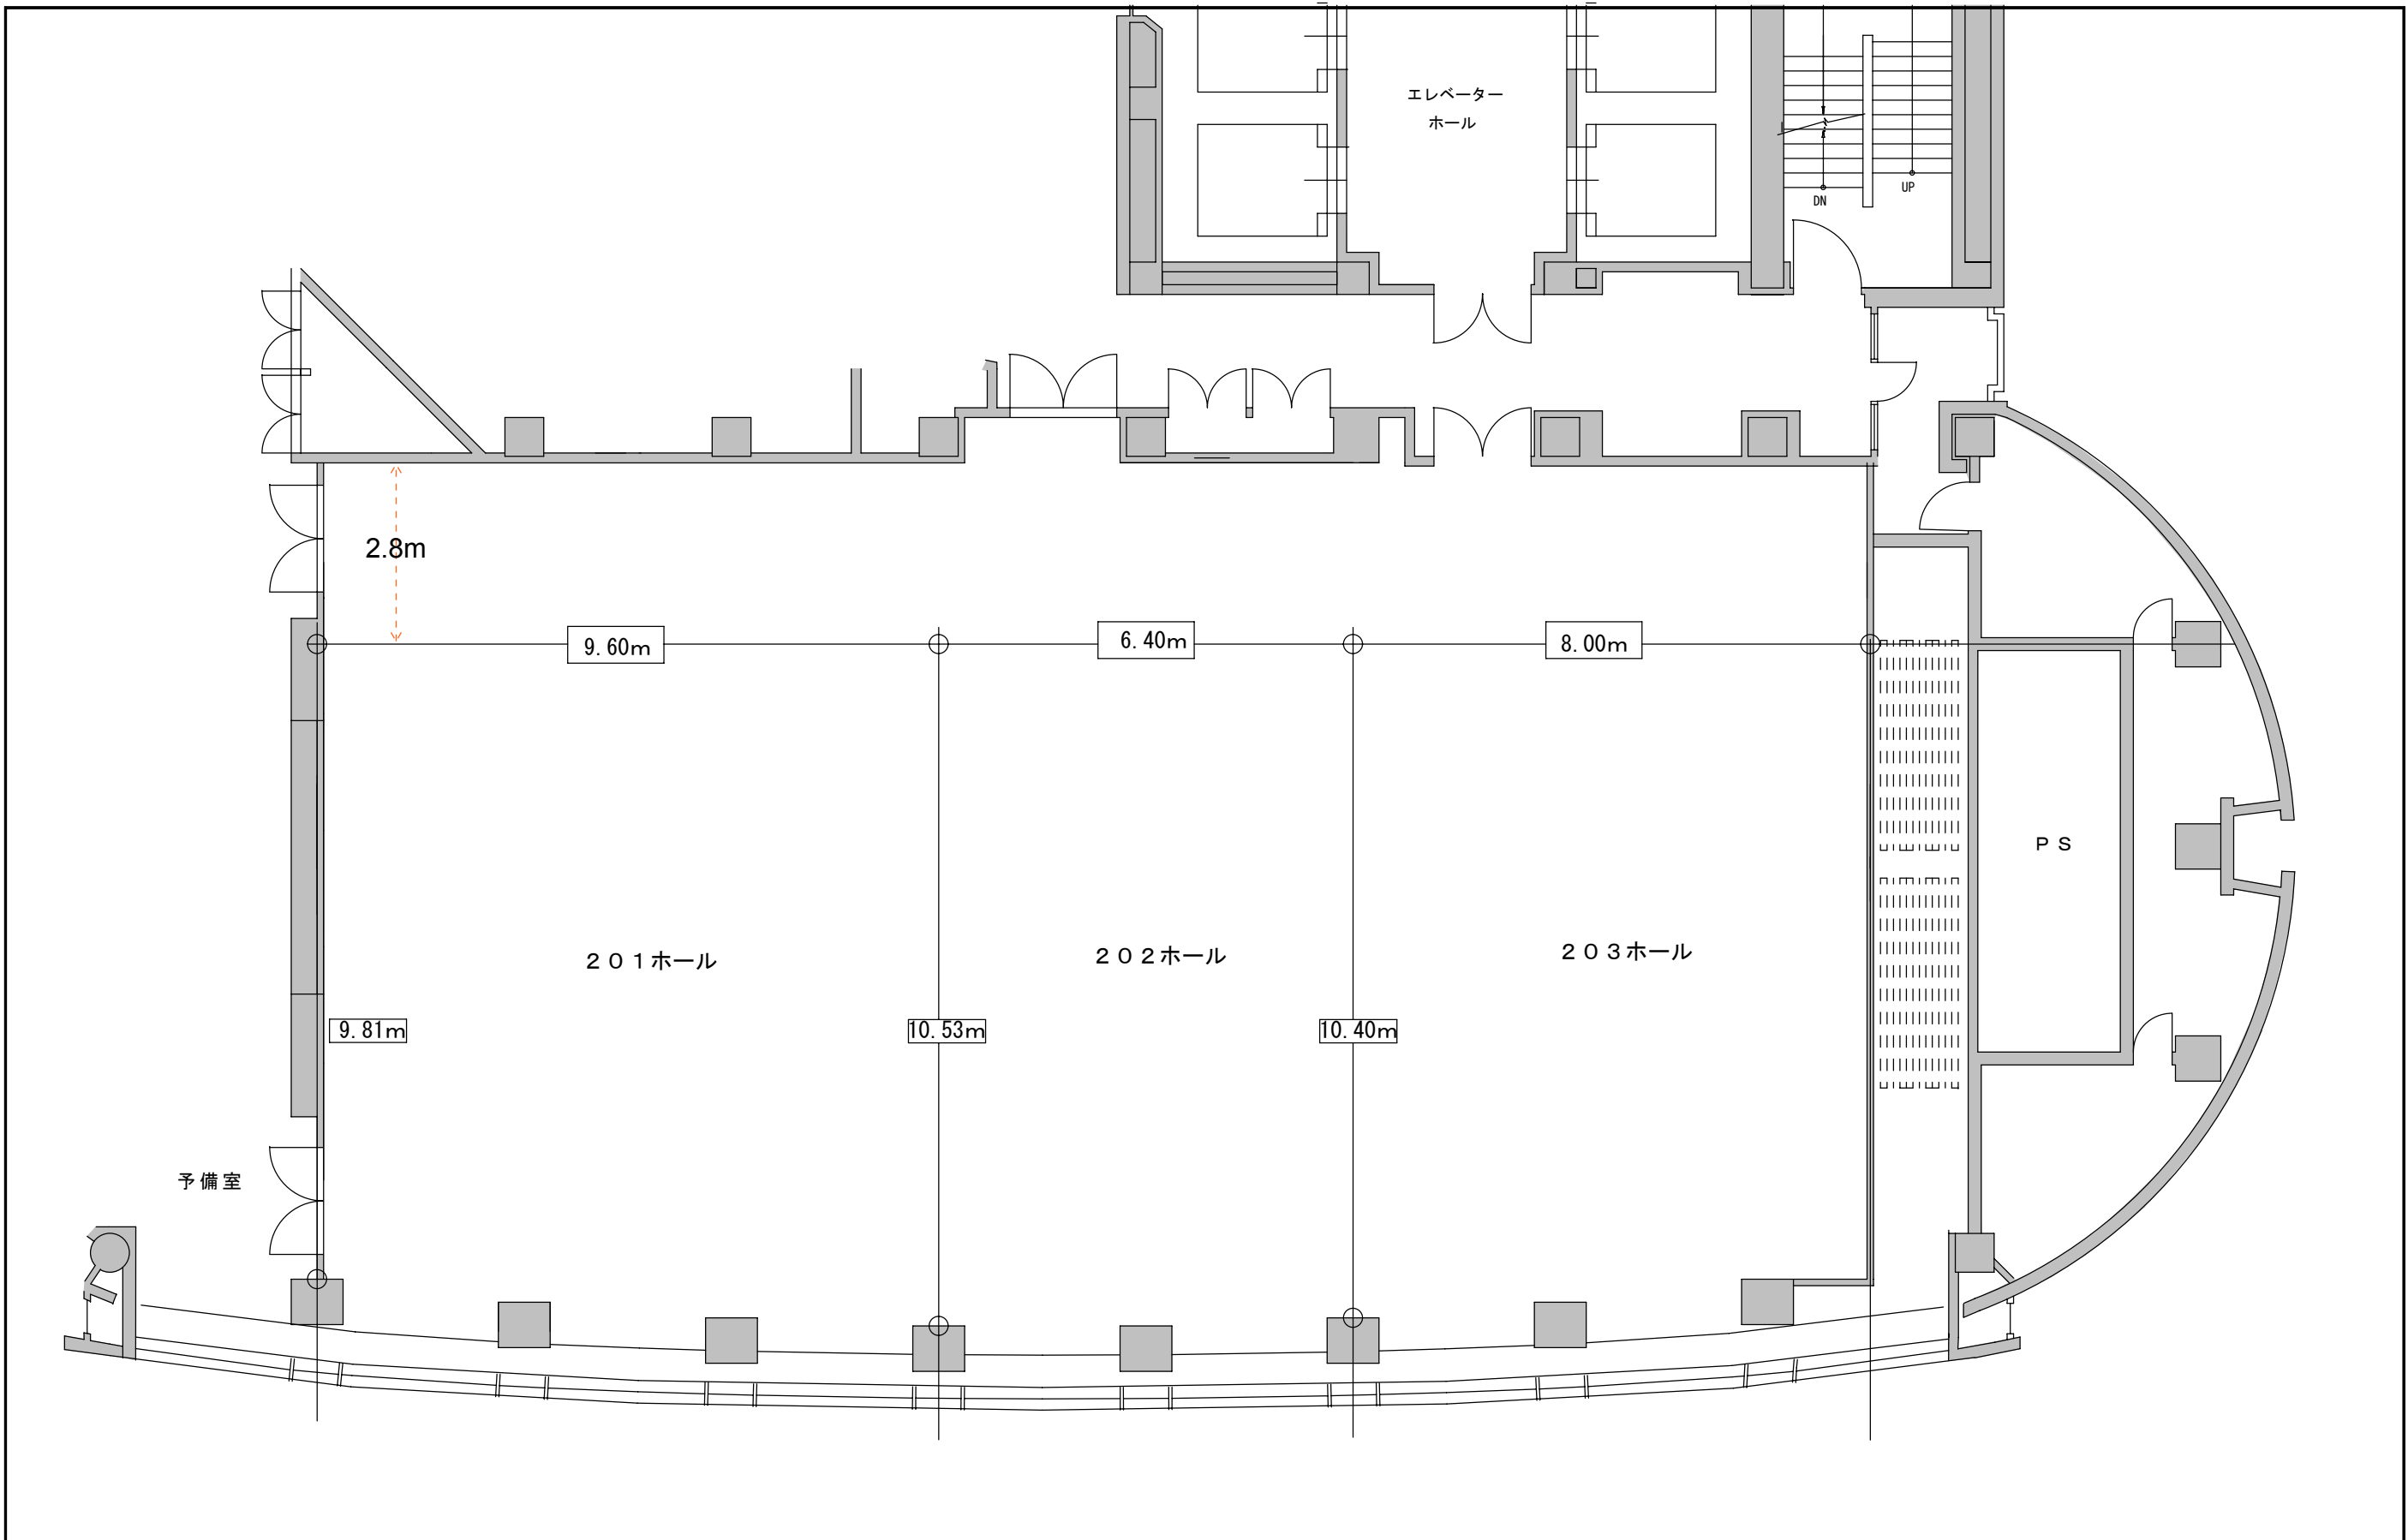 エレベーター
ホール
DN
UP
2.8m
9.60m
6.40m
8.00m
PS
201ホール
202ホール
203ホール
9.81m
10.53m
10.40m
予備室